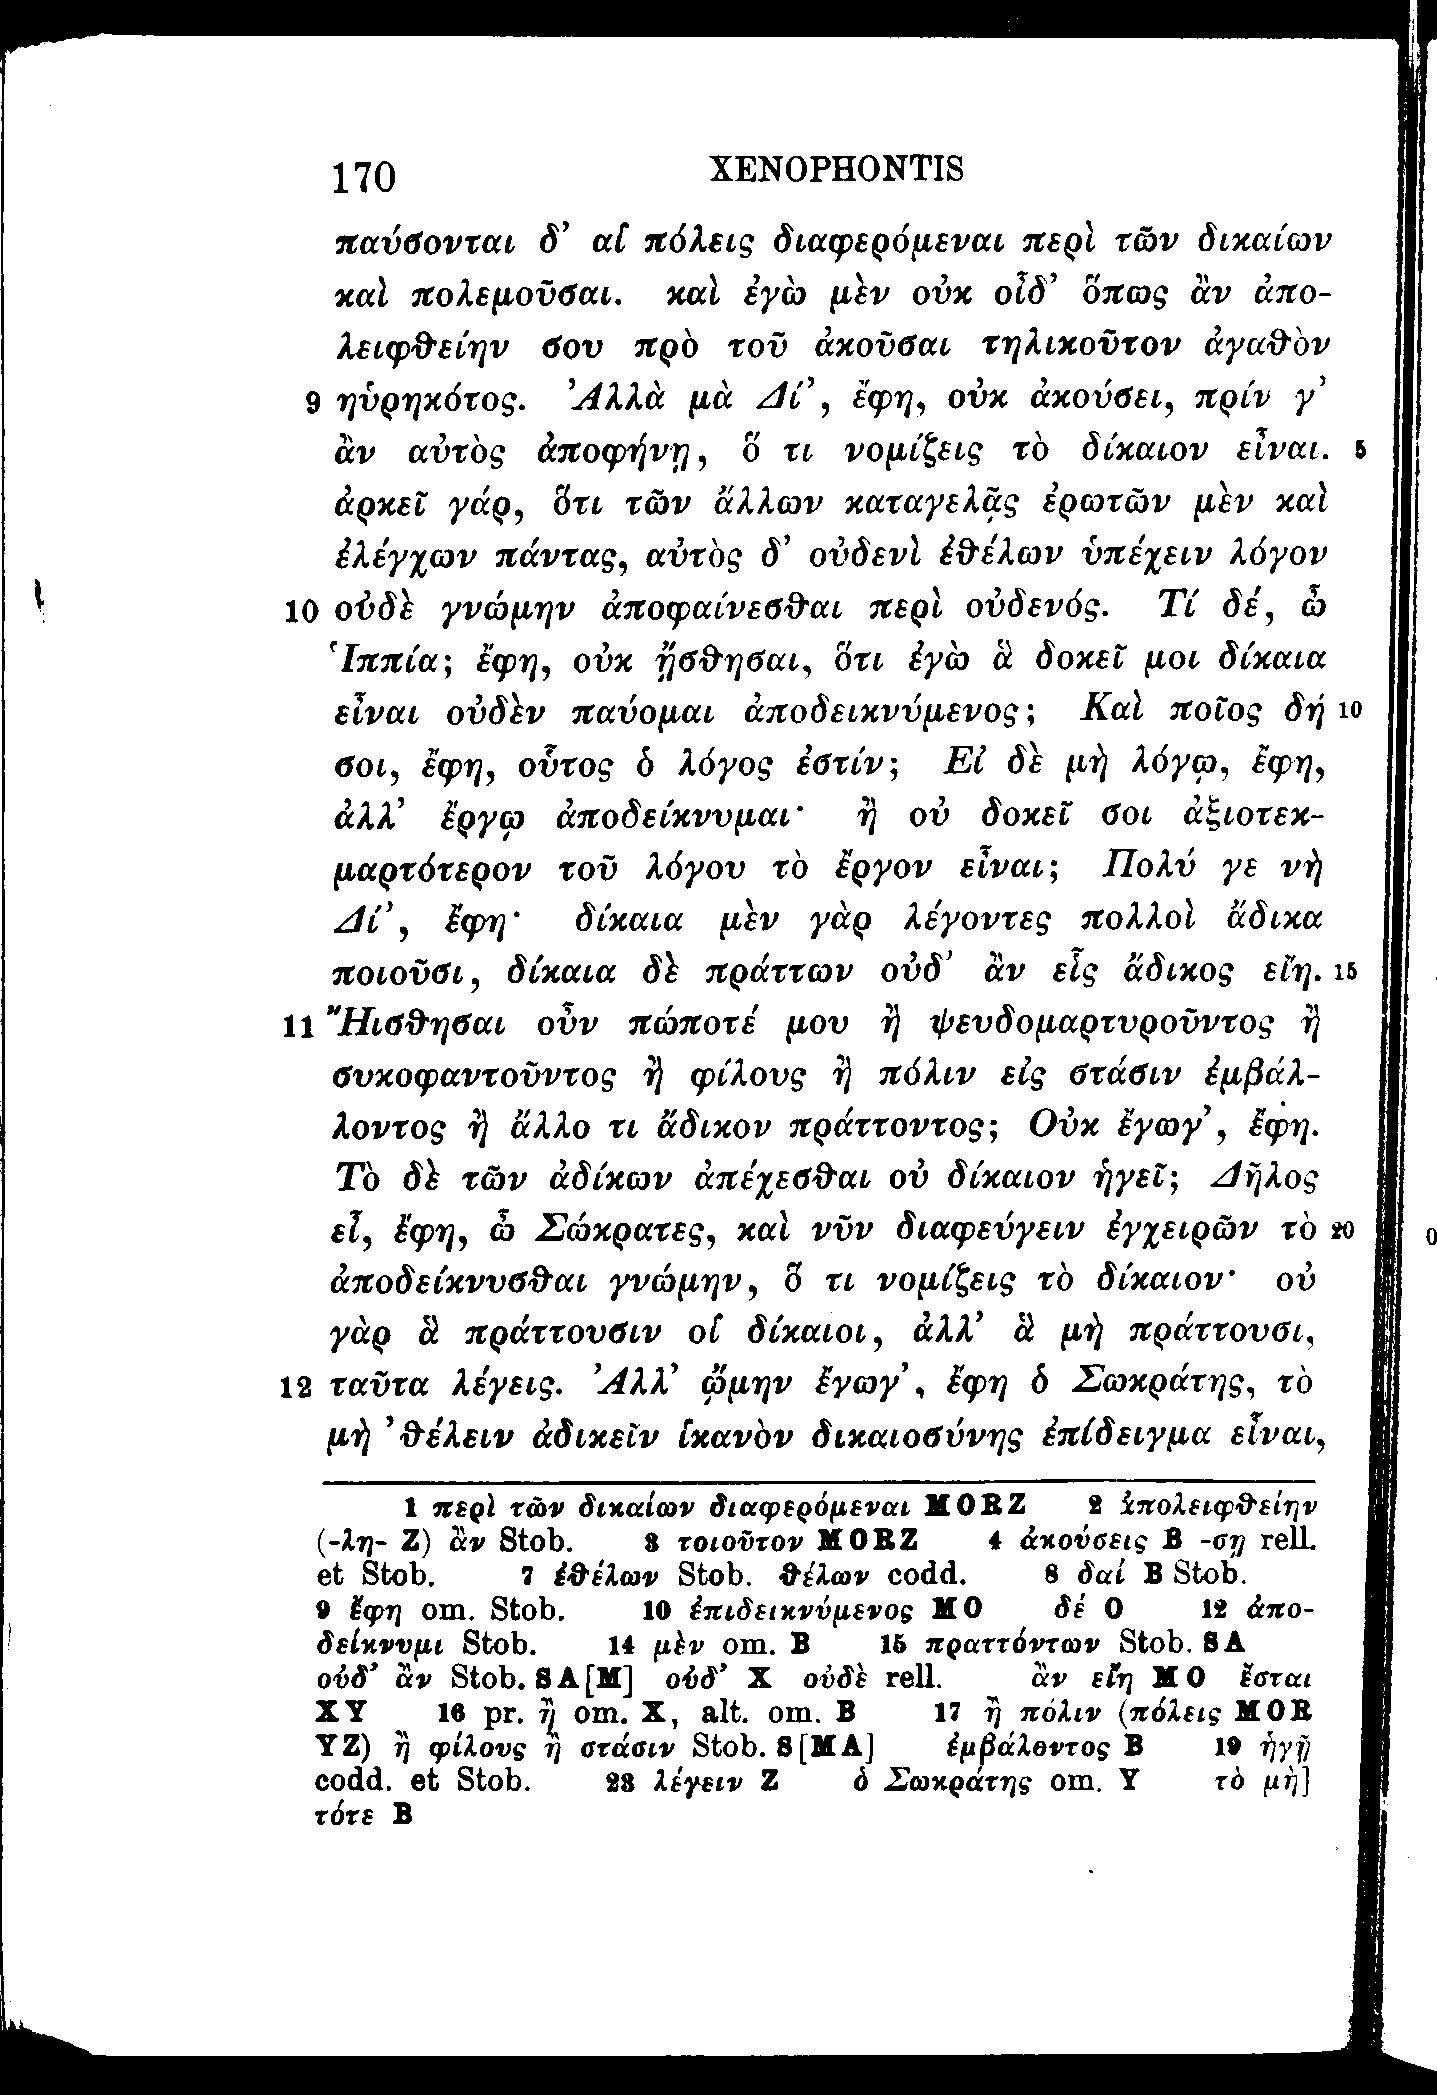 170 XENOPHONTIS
παύσονται δ’ αἱ πόλεις διαφερόμεναι περὶ τῶν δικαίων
καὶ πολεμοῦσαι. καὶ ἐγὼ μὲν οὐκ οἶδ’ ὅπως ἂν ἀπο-
λειφθείην σου πρὸ τοῦ ἀκοῦσαι τηλικοῦτον ἀγαθὸν
9 ηὑρηκότος. Ἀλλὰ μὰ Δί’, ἔφη, οὐκ ἀκούσει, πρίν γ’
ἂν αὐτὸς ἀποφήνῃ, ὅ τι νομίζεις τὸ δίκαιον εἶναι. 5
ἀρκεῖ γάρ, ὅτι τῶν ἄλλων καταγελᾷς ἐρωτῶν μὲν καὶ
ἐλέγχων πάντας, αὐτὸς δ’ οὐδενὶ ἐθέλων ὑπέχειν λόγον
10 οὐδὲ γνώμην ἀποφαίνεσθαι περὶ οὐδενός. Τί δέ, ὦ
Ἱππία; ἔφη, οὐκ ᾔσθησαι, ὅτι ἐγὼ ἃ δοκεῖ μοι δίκαια
εἶναι οὐδὲν παύομαι ἀποδεικνύμενος; Καὶ ποῖος δή 10
σοι, ἔφη, οὗτος ὁ λόγος ἐστίν; Εἰ δὲ μὴ λόγῳ, ἔφη,
ἀλλ’ ἔργῳ ἀποδείκνυμαι· ἢ οὐ δοκεῖ σοι ἀξιοτεκ-
μαρτότερον τοῦ λόγου τὸ ἔργον εἶναι; Πολύ γε νὴ
Δί’, ἔφη· δίκαια μὲν γὰρ λέγοντες πολλοὶ ἄδικα
ποιοῦσι, δίκαια δὲ πράττων οὐδ’ ἂν εἷς ἄδικος εἴη. 15
11 Ἤισθησαι οὖν πώποτέ μου ἢ ψευδομαρτυροῦντος ἢ
συκοφαντοῦντος ἢ φίλους ἢ πόλιν εἰς στάσιν ἐμβάλ-
λοντος ἢ ἄλλο τι ἄδικον πράττοντος; Οὐκ ἔγωγ’, ἔφη.
Τὸ δὲ τῶν ἀδίκων ἀπέχεσθαι οὐ δίκαιον ἡγεῖ; Δῆλος
εἶ, ἔφη, ὦ Σώκρατες, καὶ νῦν διαφεύγειν ἐγχειρῶν τὸ 20
ἀποδείκνυσθαι γνώμην, ὅ τι νομίζεις τὸ δίκαιον· οὐ
γὰρ ἃ πράττουσιν οἱ δίκαιοι, ἀλλ’ ἃ μὴ πράττουσι,
12 ταῦτα λέγεις. Ἀλλ’ ᾤμην ἔγωγ’, ἔφη ὁ Σωκράτης, τὸ
μὴ ’θέλειν ἀδικεῖν ἱκανὸν δικαιοσύνης ἐπίδειγμα εἶναι,
1 περὶ τῶν δικαίων διαφερόμεναι MORZ 2 ἀπολειφθείην
(-λη- Z) ἂν Stob. 3 τοιοῦτον MORZ 4 ἀκούσεις B -σῃ rell.
et Stob. 7 ἐθέλων Stob. θέλων codd. 8 δαί B Stob.
9 ἔφη om. Stob. 10 ἐπιδεικνύμενος MO δέ O 12 ἀπο-
δείκνυμι Stob. 14 μὲν om. B 15 πραττόντων Stob. SA
οὐδ’ ἂν Stob. SA[M] οὐδ’ X οὐδὲ rell. ἂν εἴη MO ἔσται
XY 16 pr. ἢ om. X, alt. om. B 17 ἢ πόλιν (πόλεις MOR
YZ) ἢ φίλους ἢ στάσιν Stob. S[MA] ἐμβάλοντος B 19 ἡγῇ
codd. et Stob. 23 λέγειν Z ὁ Σωκράτης om. Y τὸ μὴ]
τότε B